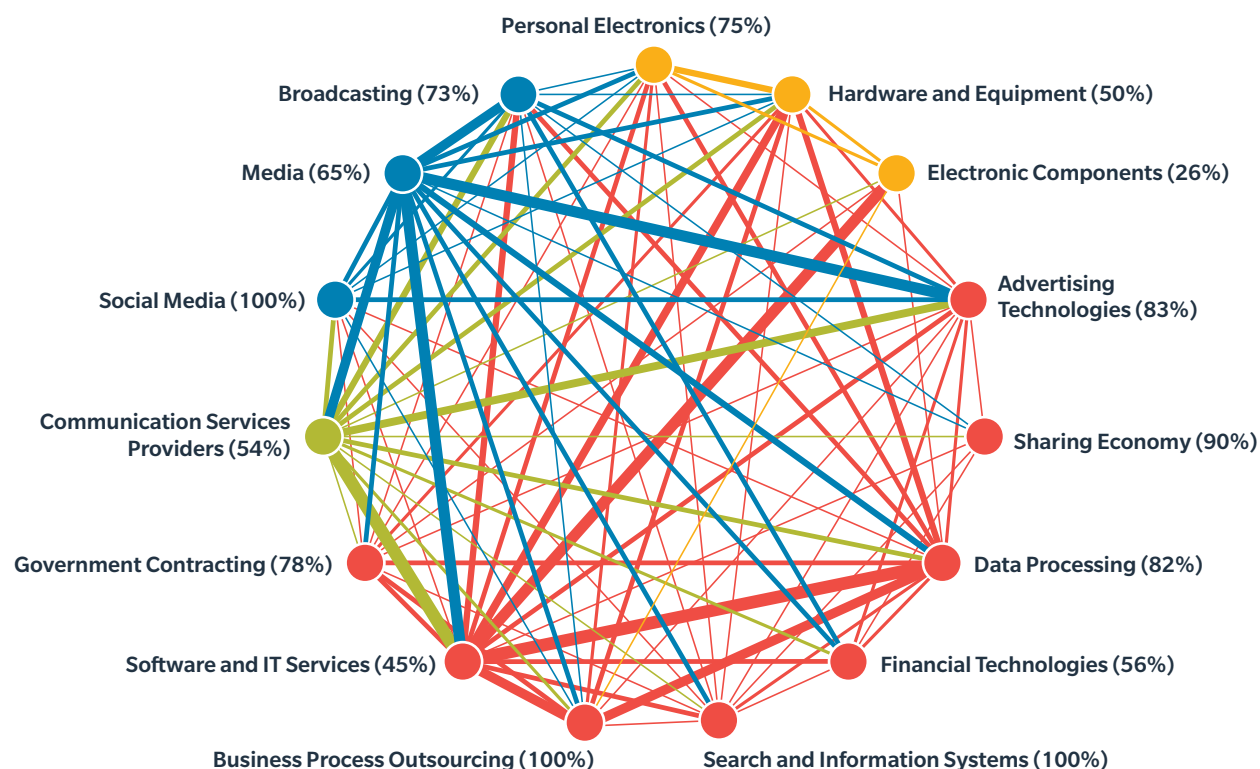 Personal Electronics (75%)
Broadcasting (73%)
Hardware and Equipment (50%)
Media (65%)
Electronic Components (26%)
Social Media (100%)
Advertising
Technologies (83%)
Communication Services
Providers (54%)
Sharing Economy (90%)
Government Contracting (78%)
Data Processing (82%)
Software and IT Services (45%)
Financial Technologies (56%)
Business Process Outsourcing (100%)
Search and Information Systems (100%)